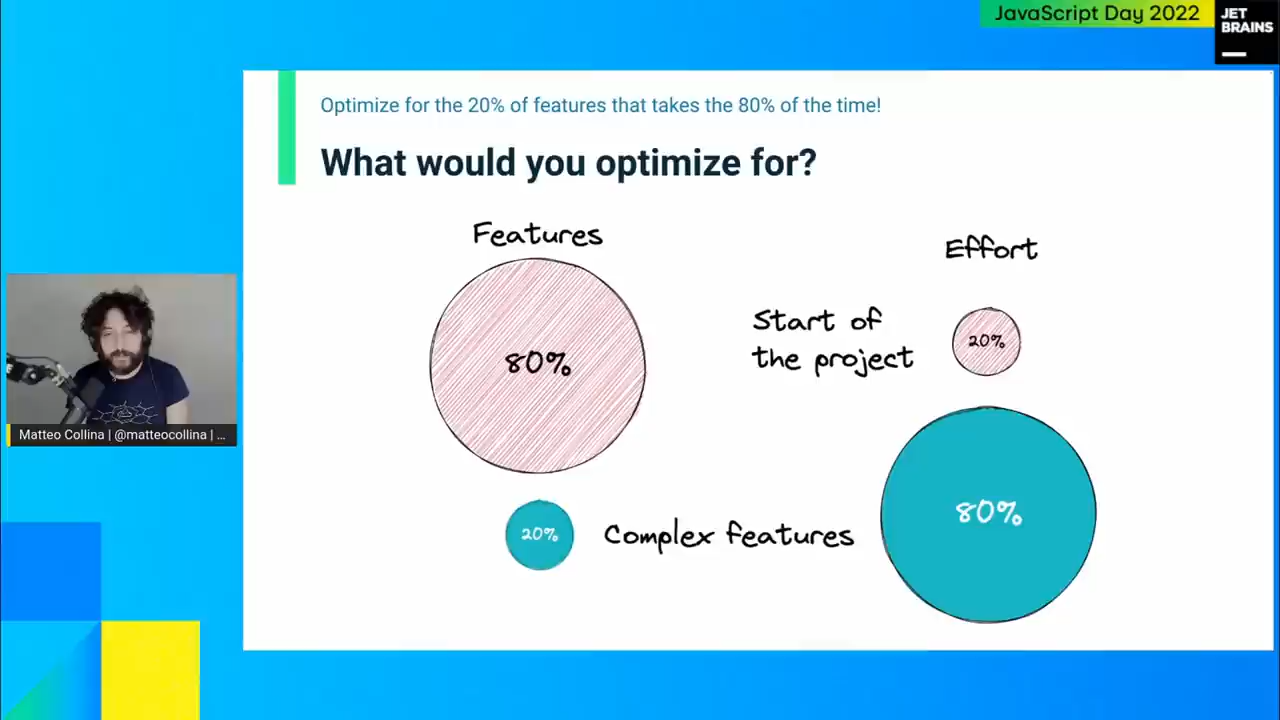 JavaScript Day 2022
JET
BRAINS
Optimize for the 20% of features that takes the 80% of the time!
What would you optimize for?
Features
80%
20%
Effort
Start of
the project
20%
Complex features
80%
Matteo Collina | @matteocollina | ...